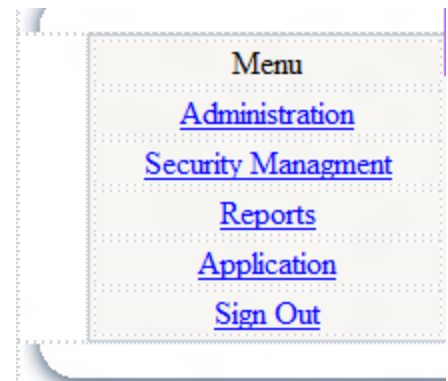 Menu
Administration
Security Managment
Reports
Application
Sign Out